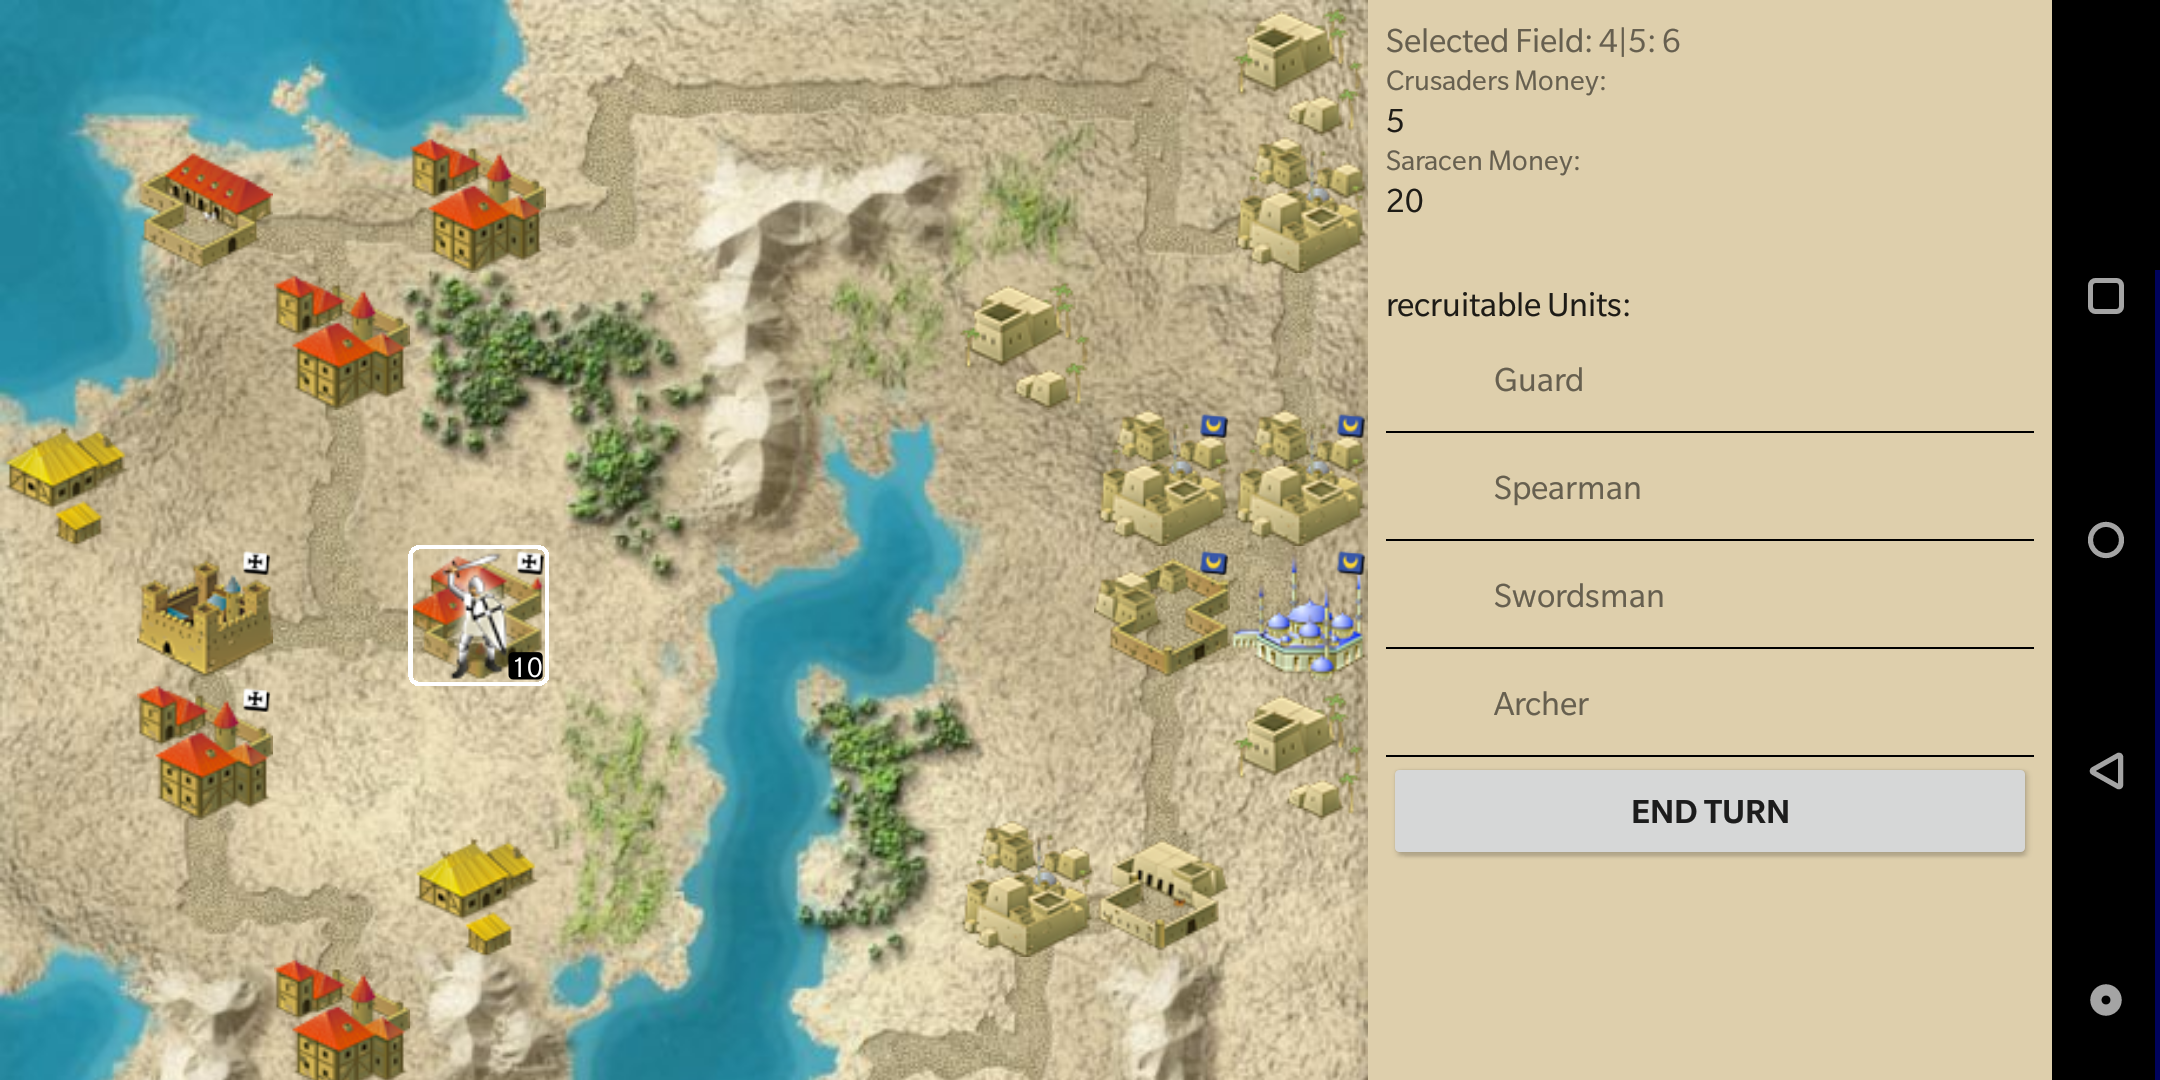 Selected Field: 4|5: 6
Crusaders Money:
5
Saracen Money:
20
recruitable Units:
Guard
Spearman
Swordsman
Archer
END TURN
10